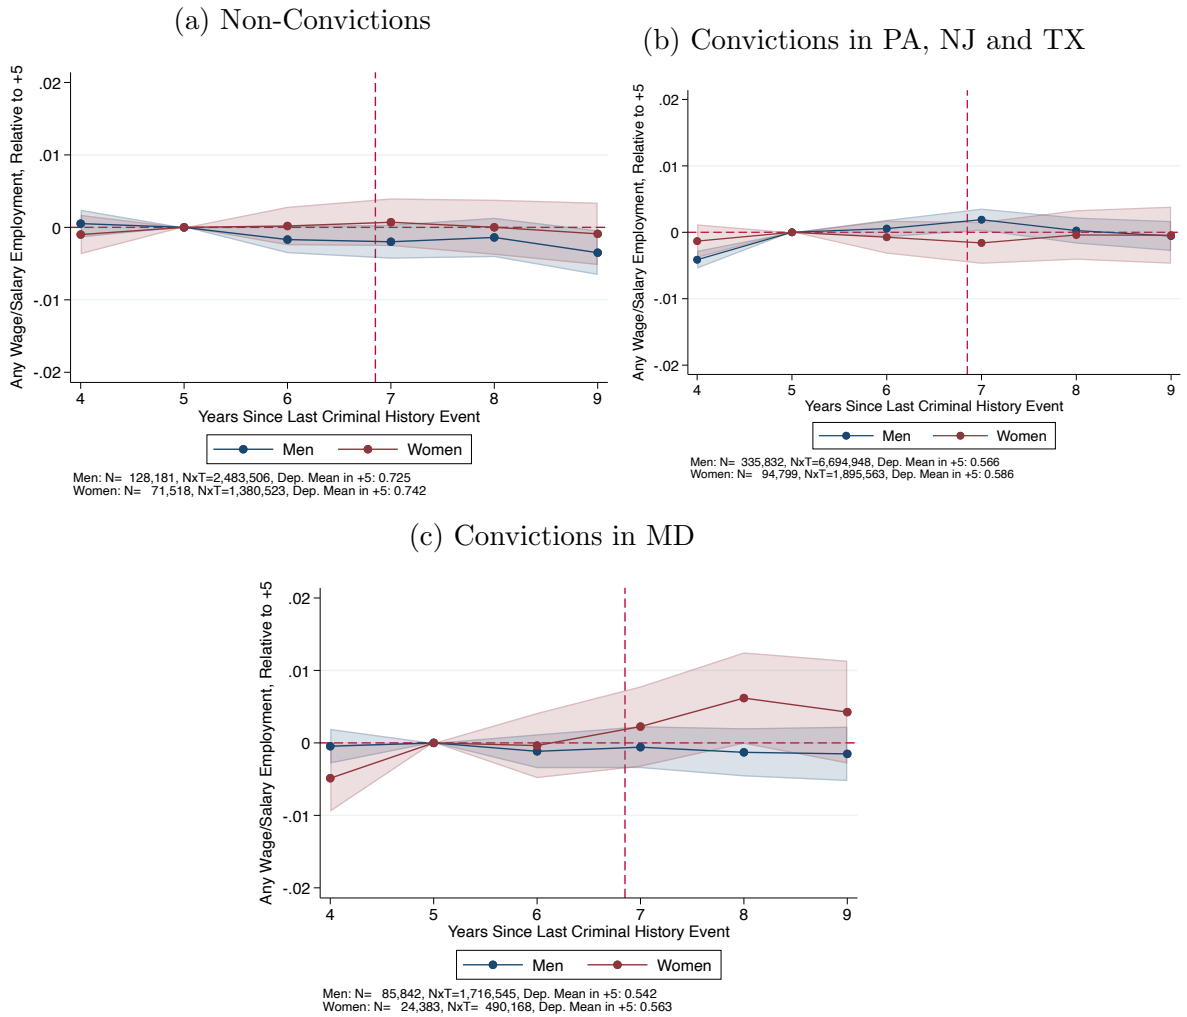 (a) Non-Convictions
Any Wage/Salary Employment, Relative to +5
.02
.01
0
-.01
-.02
4 5 6 7 8 9
Years Since Last Criminal History Event
Men Women
Men: N= 128,181, NxT=2,483,506, Dep. Mean in +5: 0.725
Women: N= 71,518, NxT=1,380,523, Dep. Mean in +5: 0.742
(b) Convictions in PA, NJ and TX
Any Wage/Salary Employment, Relative to +5
.02
.01
0
-.01
-.02
4 5 6 7 8 9
Years Since Last Criminal History Event
Men Women
Men: N= 335,832, NxT=6,694,948, Dep. Mean in +5: 0.566
Women: N= 94,799, NxT=1,895,563, Dep. Mean in +5: 0.586
(c) Convictions in MD
Any Wage/Salary Employment, Relative to +5
.02
.01
0
-.01
-.02
4 5 6 7 8 9
Years Since Last Criminal History Event
Men Women
Men: N= 85,842, NxT=1,716,545, Dep. Mean in +5: 0.542
Women: N= 24,383, NxT= 490,168, Dep. Mean in +5: 0.563